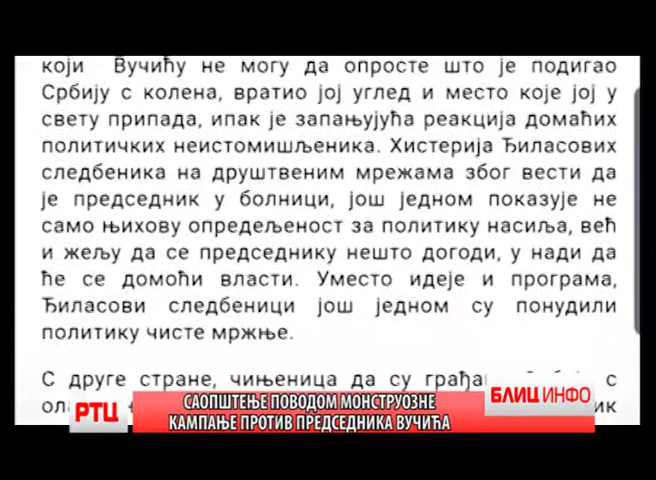 који Вучићу не могу да опросте што је подигао
Србију с колена, вратио јој углед и место које јој у
свету припада, ипак је запањујућа реакција домаћих
политичких неистомишљеника. Хистерија Ђиласових
следбеника на друштвеним мрежама због вести да
је председник у болници, још једном показује не
само њихову опредељеност за политику насиља, већ
и жељу да се председнику нешто догоди, у нади да
ће се домоћи власти. Уместо идеје и програма,
Ђиласови следбеници још једном су понудили
политику чисте мржње.
С друге стране, чињеница да су с
РТЦ
САОПШТЕЊЕ ПОВОДОМ МОНСТРУОЗНЕ
КАМПАЊЕ ПРОТИВ ПРЕДСЕДНИКА ВУЧИЋА
БЛИЦ ИНФО